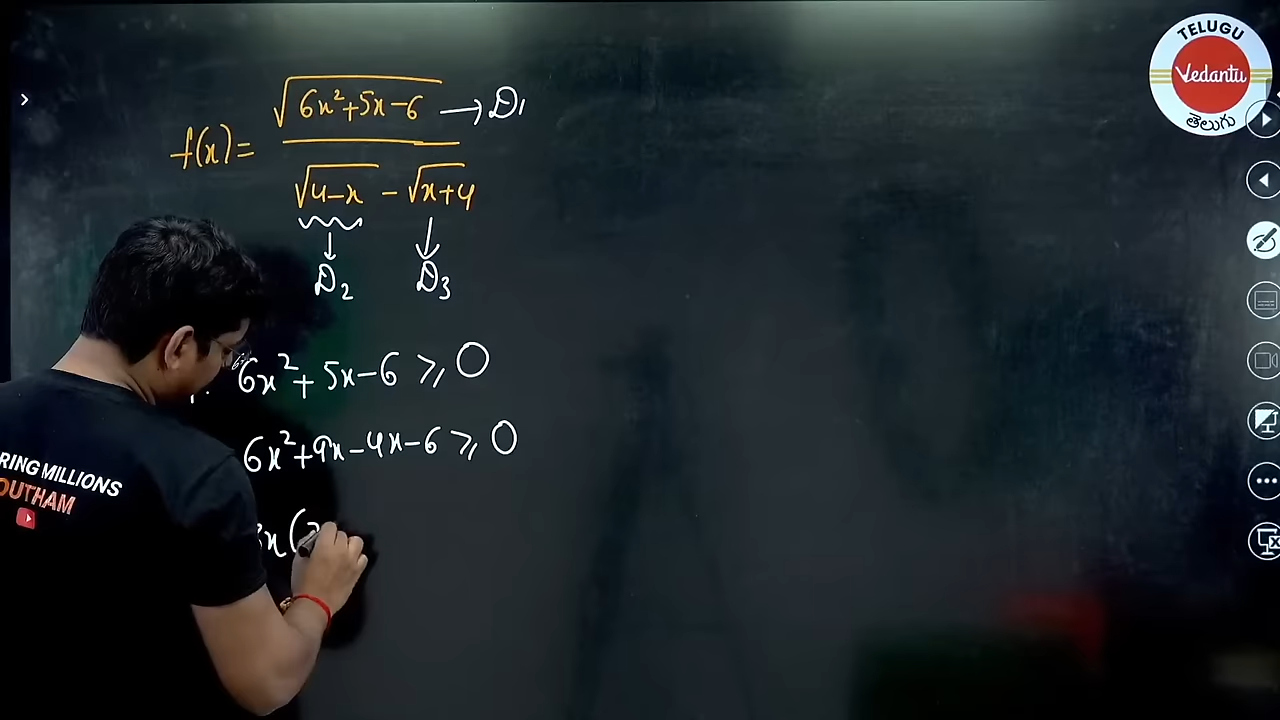 TELUGU
Vedantu
తెలుగు
f(x) = √(6x²+5x-6) / (√(4-x) - √(x+4))
→ D₁
↓ ↓
D₂ D₃
6x² + 5x - 6 ⩾ 0
6x² + 9x - 4x - 6 ⩾ 0
3x(
RING MILLIONS
OUTHAM